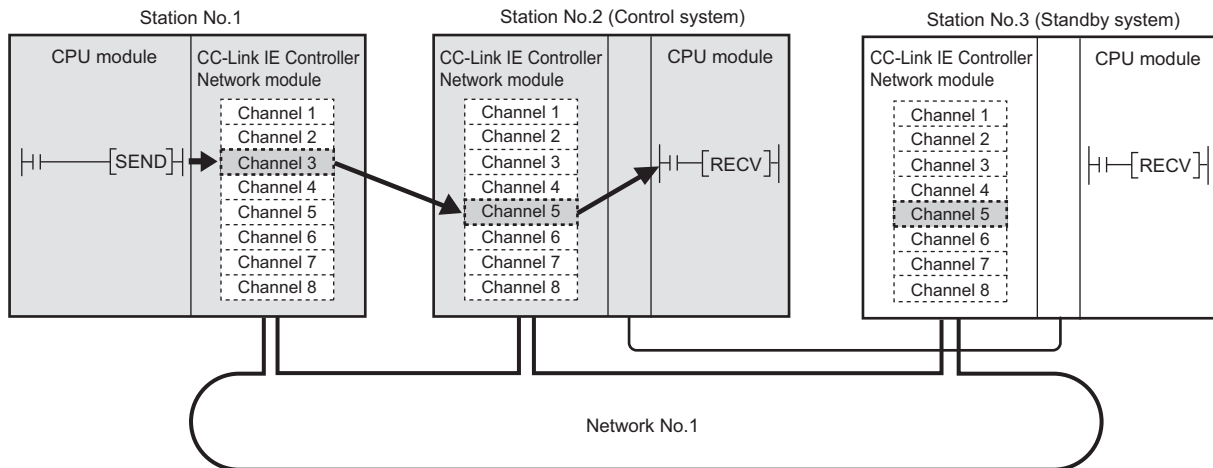 Station No.1
CPU module
CC-Link IE Controller
Network module
SEND
Channel 1
Channel 2
Channel 3
Channel 4
Channel 5
Channel 6
Channel 7
Channel 8
Station No.2 (Control system)
CC-Link IE Controller
Network module
CPU module
Channel 1
Channel 2
Channel 3
Channel 4
Channel 5
Channel 6
Channel 7
Channel 8
RECV
Station No.3 (Standby system)
CC-Link IE Controller
Network module
CPU module
Channel 1
Channel 2
Channel 3
Channel 4
Channel 5
Channel 6
Channel 7
Channel 8
RECV
Network No.1